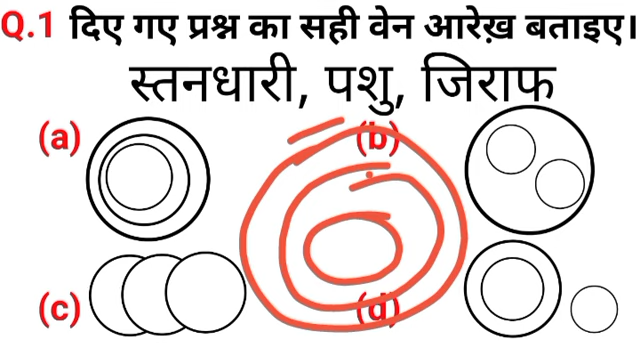 Q.1 दिए गए प्रश्न का सही वेन आरेख़ बताइए।
स्तनधारी, पशु, जिराफ
(a)
(b)
(c)
(d)